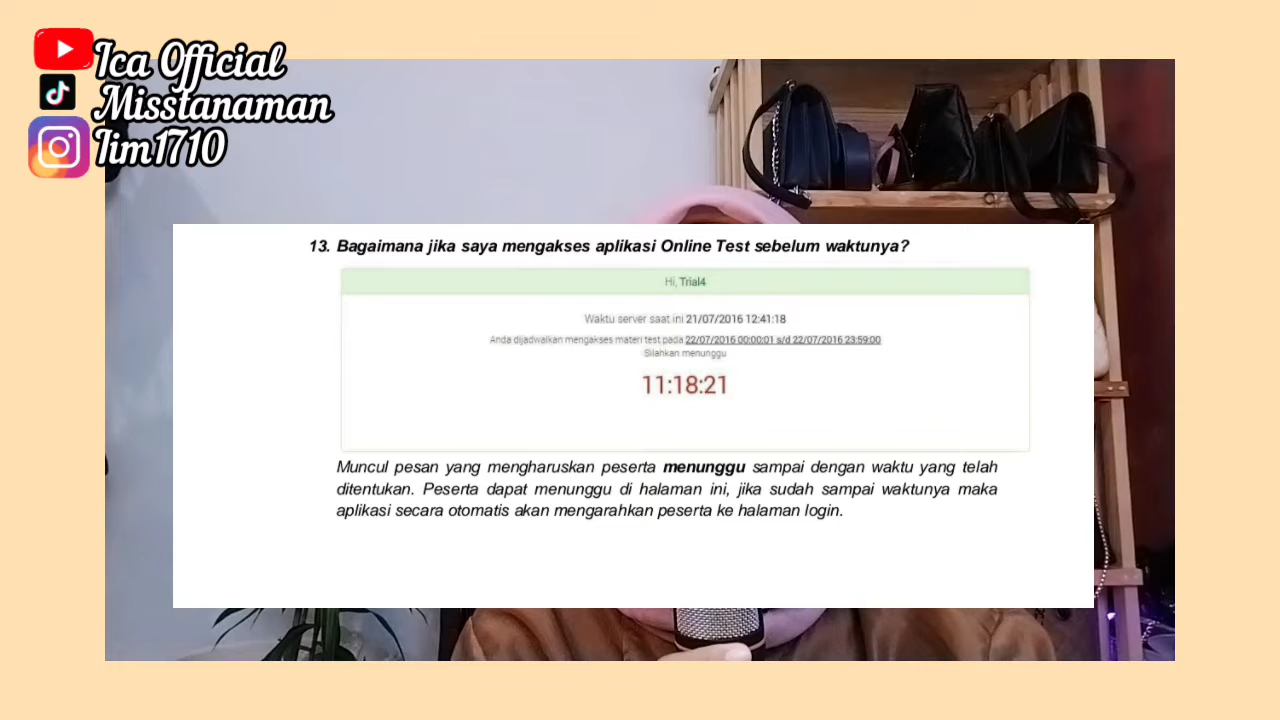 Ica Official
Misstanaman
Iim1710
13. Bagaimana jika saya mengakses aplikasi Online Test sebelum waktunya?
Hi, Trial4
Waktu server saat ini 21/07/2016 12:41:18
Anda dijadwalkan mengakses materi test pada 22/07/2016 00:00:01 s/d 22/07/2016 23:59:00
Silahkan menunggu
11:18:21
Muncul pesan yang mengharuskan peserta menunggu sampai dengan waktu yang telah
ditentukan. Peserta dapat menunggu di halaman ini, jika sudah sampai waktunya maka
aplikasi secara otomatis akan mengarahkan peserta ke halaman login.